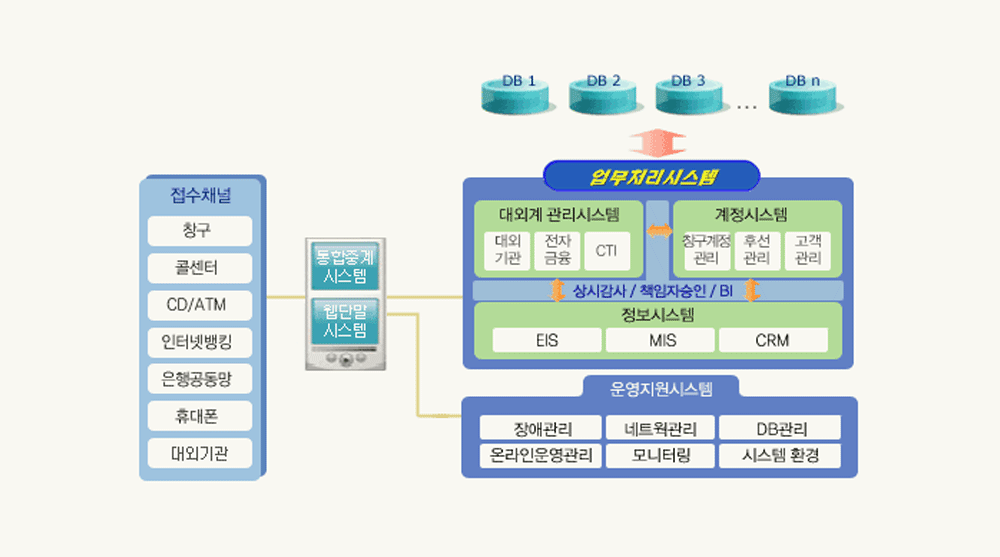 DB 1
DB 2
DB 3
...
DB n
업무처리시스템
접수채널
창구
콜센터
CD/ATM
인터넷뱅킹
은행공동망
휴대폰
대외기관
통합중계
시스템
웹단말
시스템
대외계 관리시스템
대외
기관
전자
금융
CTI
계정시스템
창구계정
관리
후선
관리
고객
관리
상시감사 / 책임자승인 / BI
정보시스템
EIS
MIS
CRM
운영지원시스템
장애관리
네트웍관리
DB관리
온라인운영관리
모니터링
시스템 환경